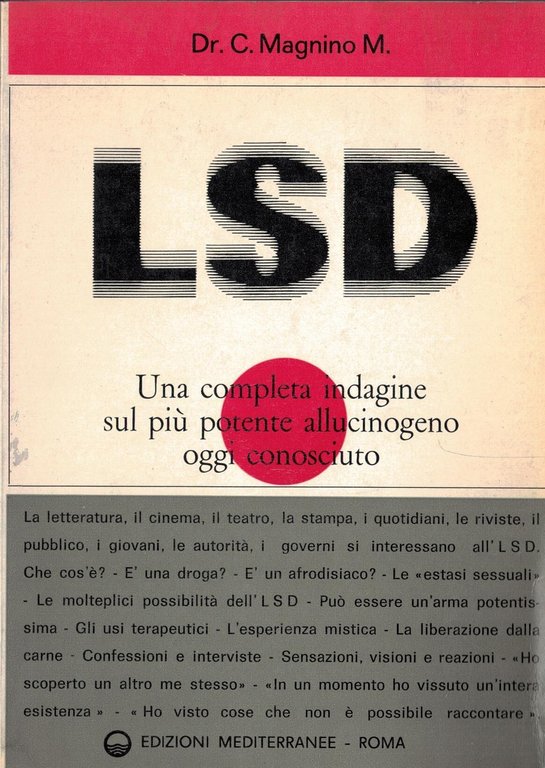 Dr. C. Magnino M.
LSD
Una completa indagine
sul più potente allucinogeno
oggi conosciuto
La letteratura, il cinema, il teatro, la stampa, i quotidiani, le riviste, il
pubblico, i giovani, le autorità, i governi si interessano all'LSD.
Che cos'è? - E' una droga? - E' un afrodisiaco? - Le «estasi sessuali»
- Le molteplici possibilità dell'LSD - Può essere un'arma potentis-
sima - Gli usi terapeutici - L'esperienza mistica - La liberazione dalla
carne - Confessioni e interviste - Sensazioni, visioni e reazioni - «Ho
scoperto un altro me stesso» - «In un momento ho vissuto un'intera
esistenza» - «Ho visto cose che non è possibile raccontare».
EDIZIONI MEDITERRANEE - ROMA